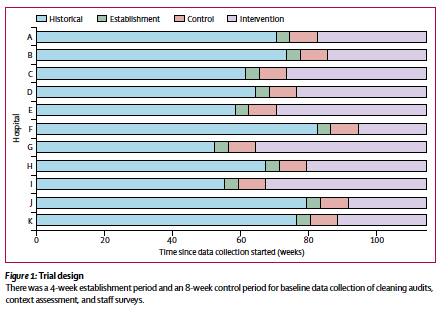 Historical Establishment Control Intervention
A
B
C
D
E
F
G
H
I
J
K
Hospital
0 20 40 60 80 100
Time since data collection started (weeks)
Figure 1: Trial design
There was a 4-week establishment period and an 8-week control period for baseline data collection of cleaning audits,
context assessment, and staff surveys.